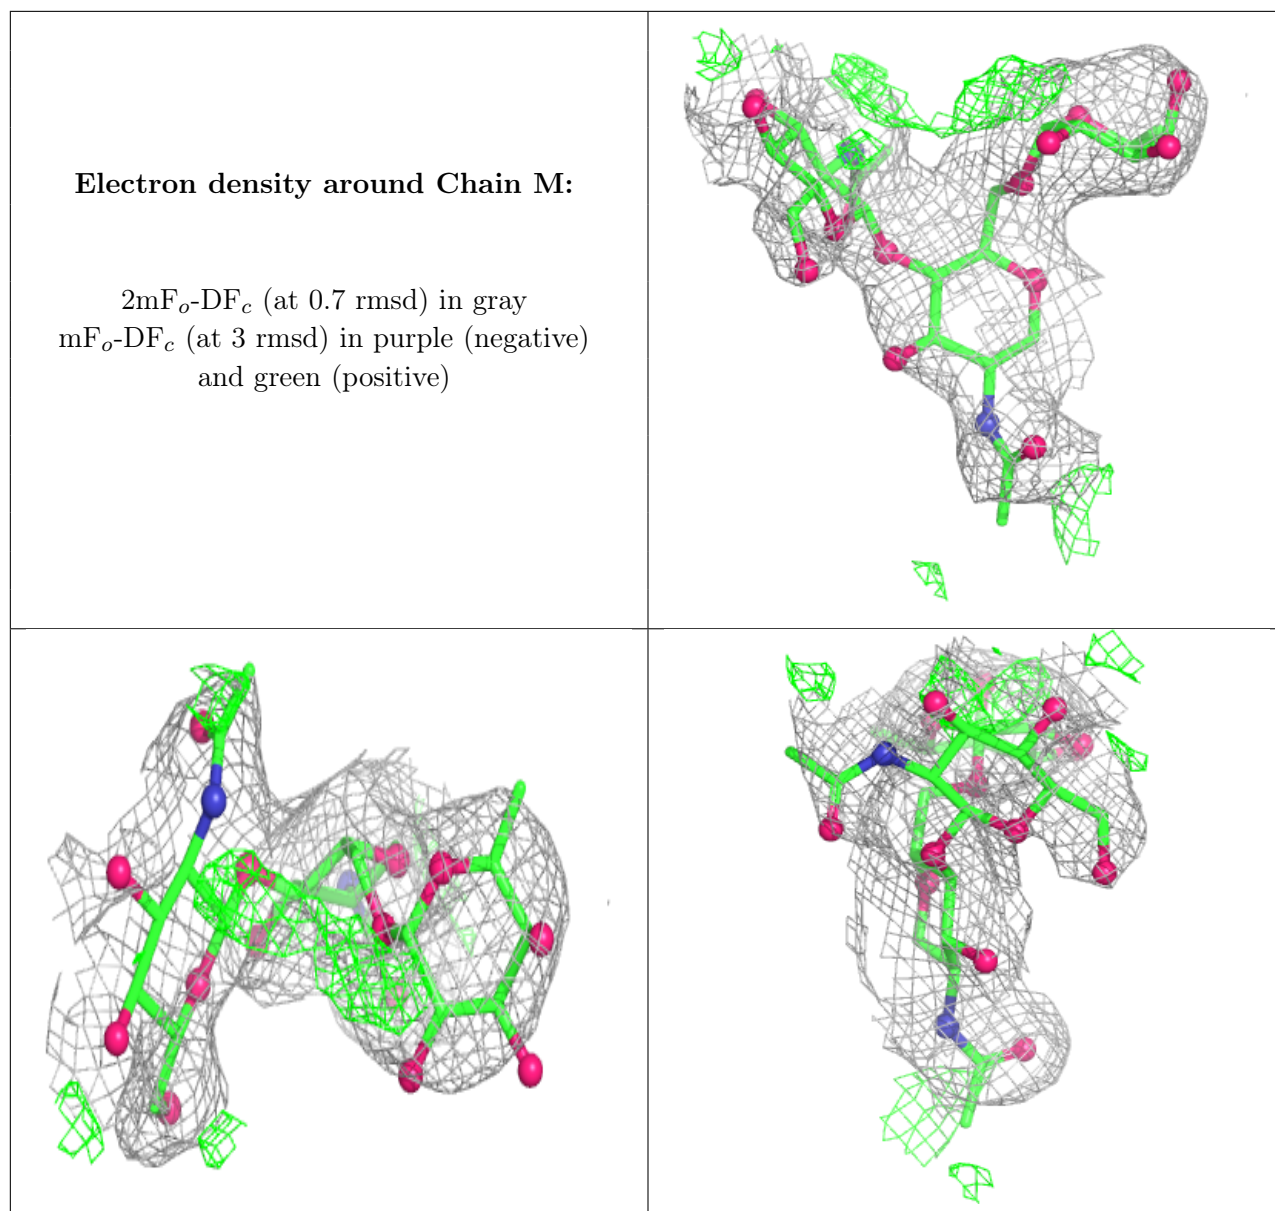 Electron density around Chain M:
2mFo-DFc (at 0.7 rmsd) in gray
mFo-DFc (at 3 rmsd) in purple (negative)
and green (positive)